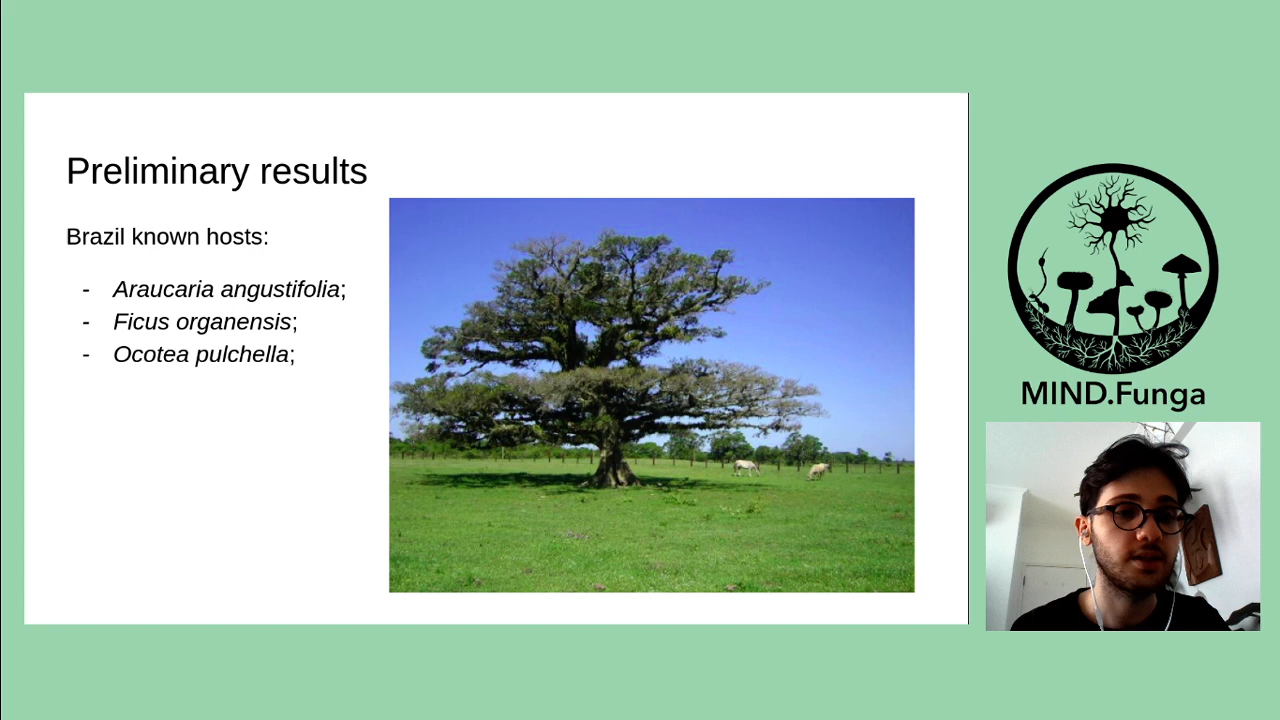 Preliminary results
Brazil known hosts:
- Araucaria angustifolia;
- Ficus organensis;
- Ocotea pulchella;
MIND.Funga